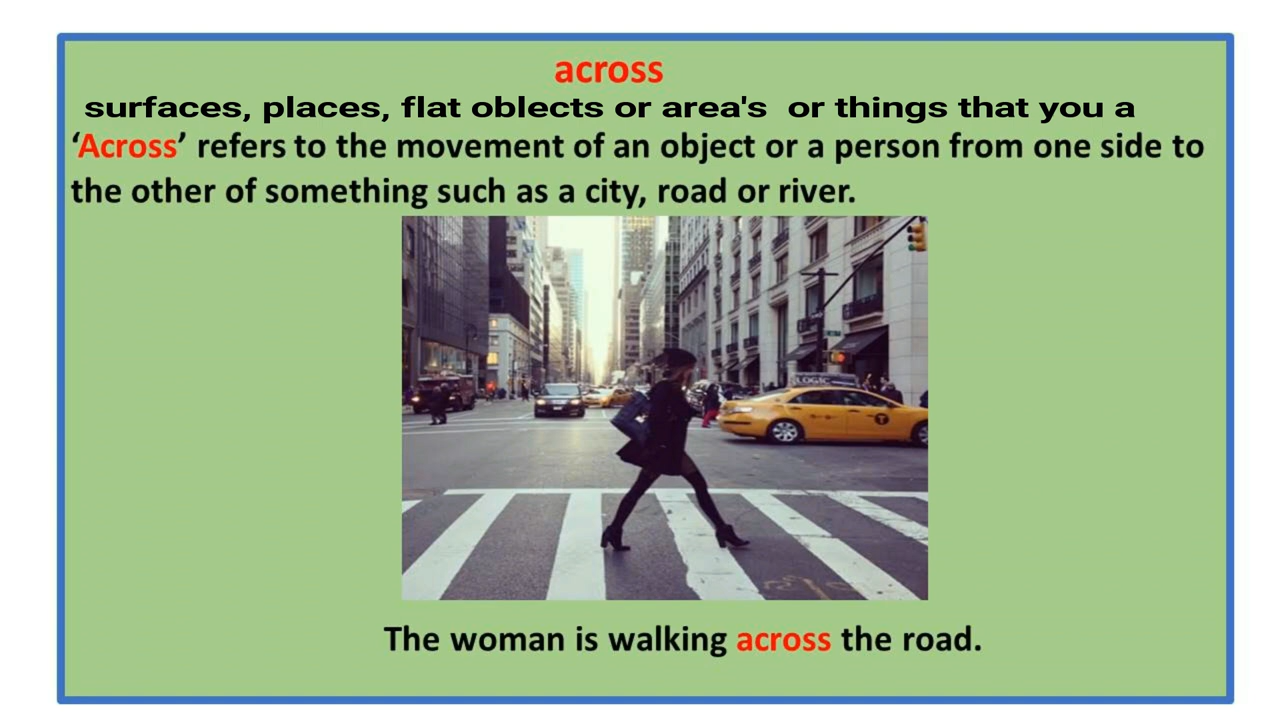 across
surfaces, places, flat oblects or area's or things that you a
‘Across’ refers to the movement of an object or a person from one side to
the other of something such as a city, road or river.
LOGIC
T
The woman is walking across the road.